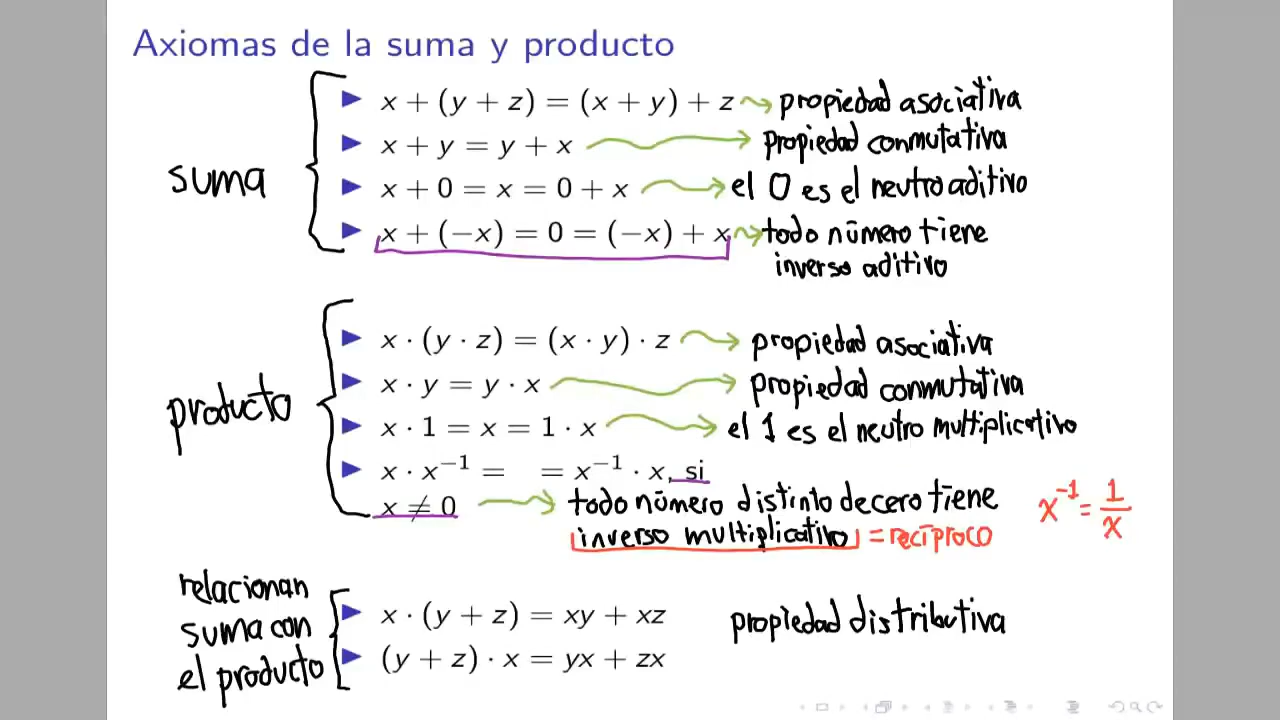 Axiomas de la suma y producto
suma
x + (y + z) = (x + y) + z propiedad asociativa
x + y = y + x propiedad conmutativa
x + 0 = x = 0 + x el 0 es el neutro aditivo
x + (−x) = 0 = (−x) + x todo número tiene
inverso aditivo
producto
x · (y · z) = (x · y) · z propiedad asociativa
x · y = y · x propiedad conmutativa
x · 1 = x = 1 · x el 1 es el neutro multiplicativo
x · x⁻¹ = = x⁻¹ · x, si
x ≠ 0 todo número distinto de cero tiene
inverso multiplicativo = recíproco
x⁻¹ = 1/x
relacionan
suma con
el producto
x · (y + z) = xy + xz propiedad distributiva
(y + z) · x = yx + zx